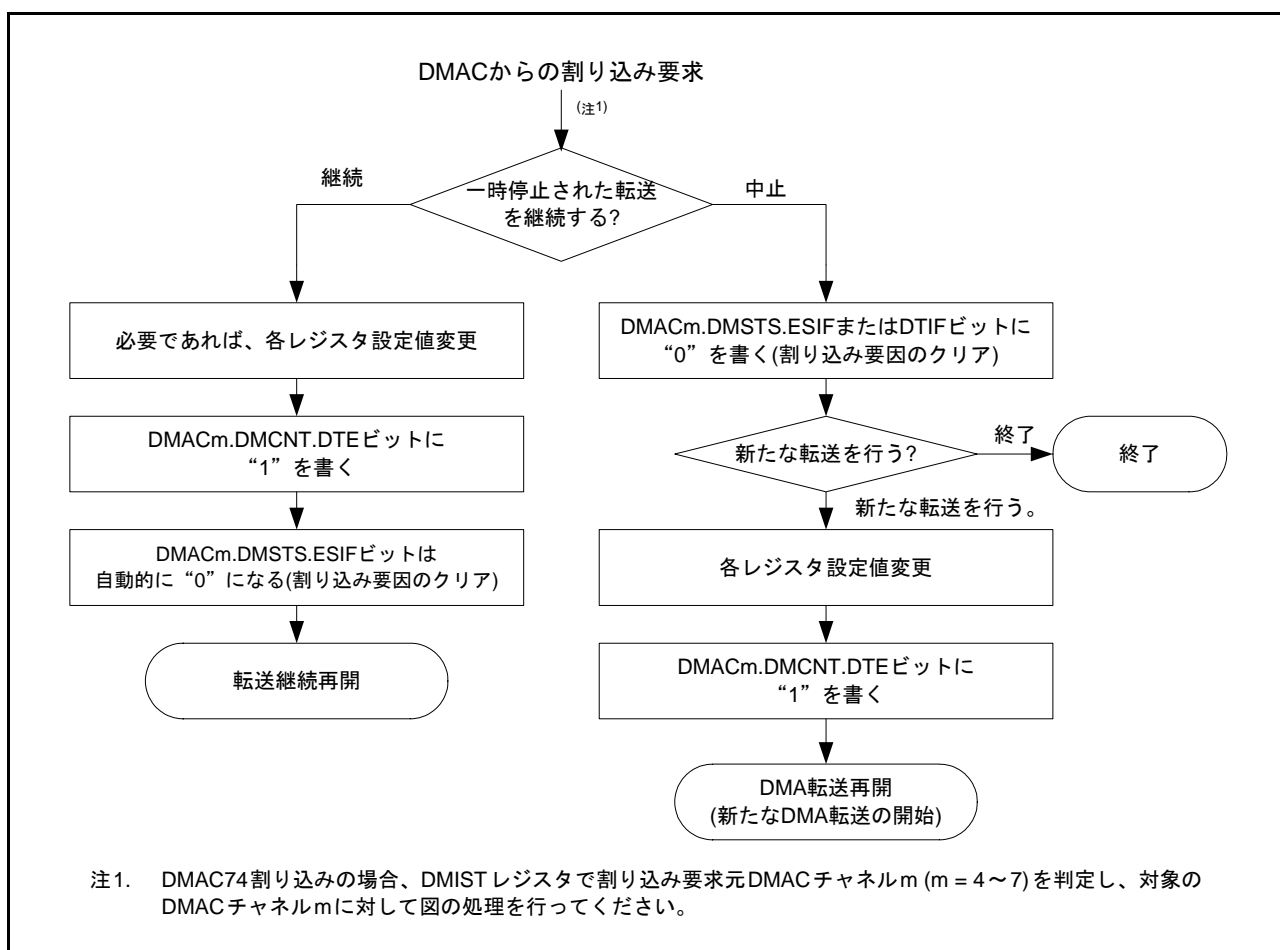 DMACからの割り込み要求
(注1)
一時停止された転送
を継続する?
継続
中止
必要であれば、各レジスタ設定値変更
DMACm.DMCNT.DTEビットに
“1”を書く
DMACm.DMSTS.ESIFビットは
自動的に“0”になる(割り込み要因のクリア)
転送継続再開
DMACm.DMSTS.ESIFまたはDTIFビットに
“0”を書く(割り込み要因のクリア)
新たな転送を行う?
終了
終了
新たな転送を行う。
各レジスタ設定値変更
DMACm.DMCNT.DTEビットに
“1”を書く
DMA転送再開
(新たなDMA転送の開始)
注1. DMAC74割り込みの場合、DMISTレジスタで割り込み要求元DMACチャネルm (m = 4～7)を判定し、対象の
DMACチャネルmに対して図の処理を行ってください。